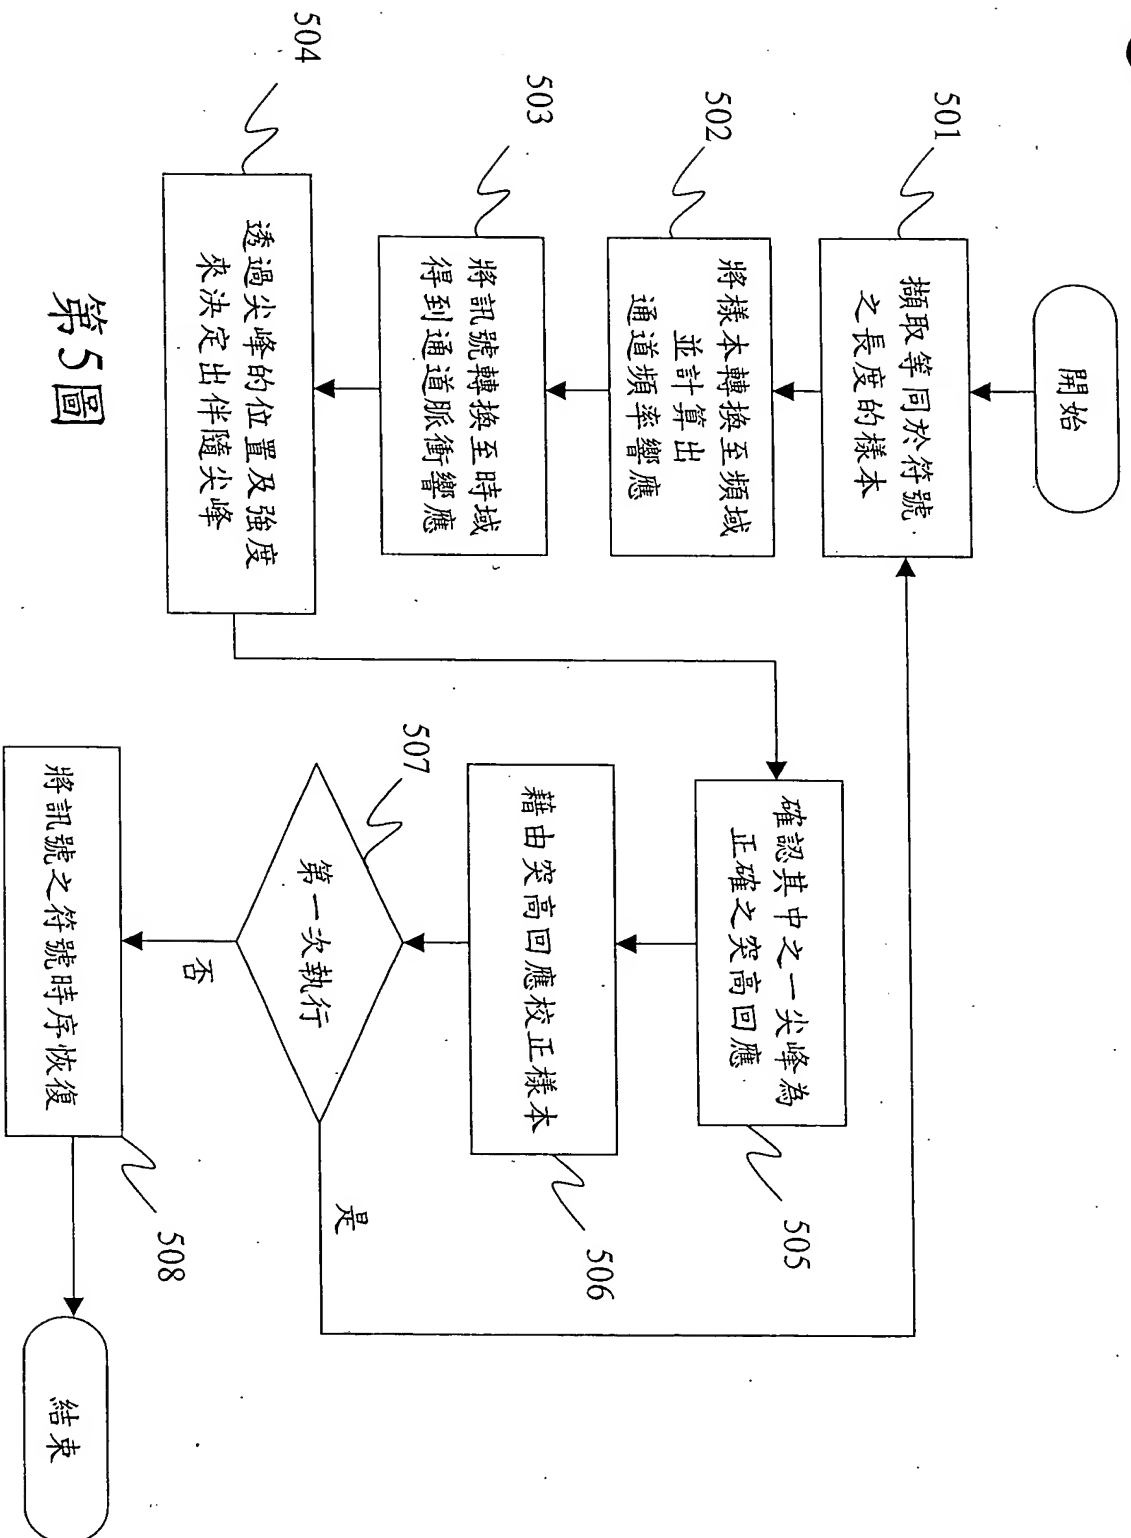 開始
501
擷取等同於符號
之長度的樣本
502
將樣本轉換至頻域
並計算出
通道頻率響應
503
將訊號轉換至時域
得到通道脈衝響應
504
透過尖峰的位置及強度
來決定出伴隨尖峰
確認其中之一尖峰為
正確之突高回應
505
藉由突高回應校正樣本
506
507
第一次執行
是
否
將訊號之符號時序恢復
508
結束
第5圖